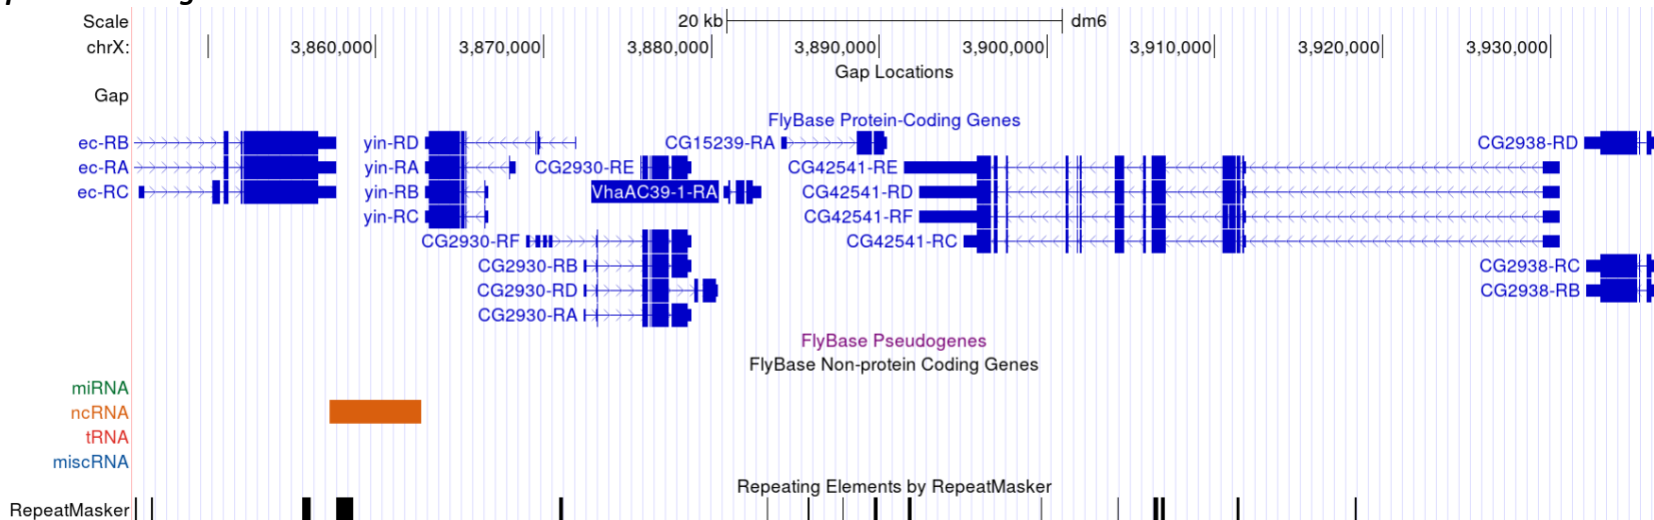 Scale 20 kb dm6
chrX: 3,860,000 3,870,000 3,880,000 3,890,000 3,900,000 3,910,000 3,920,000 3,930,000
Gap Locations
Gap
FlyBase Protein-Coding Genes
ec-RB yin-RD CG15239-RA CG2938-RD
ec-RA yin-RA CG2930-RE CG42541-RE
ec-RC yin-RB VhaAC39-1-RA CG42541-RD
yin-RC CG42541-RF
CG2930-RF CG42541-RC
CG2930-RB CG2938-RC
CG2930-RD CG2938-RB
CG2930-RA
FlyBase Pseudogenes
FlyBase Non-protein Coding Genes
miRNA
ncRNA
tRNA
miscRNA
Repeating Elements by RepeatMasker
RepeatMasker